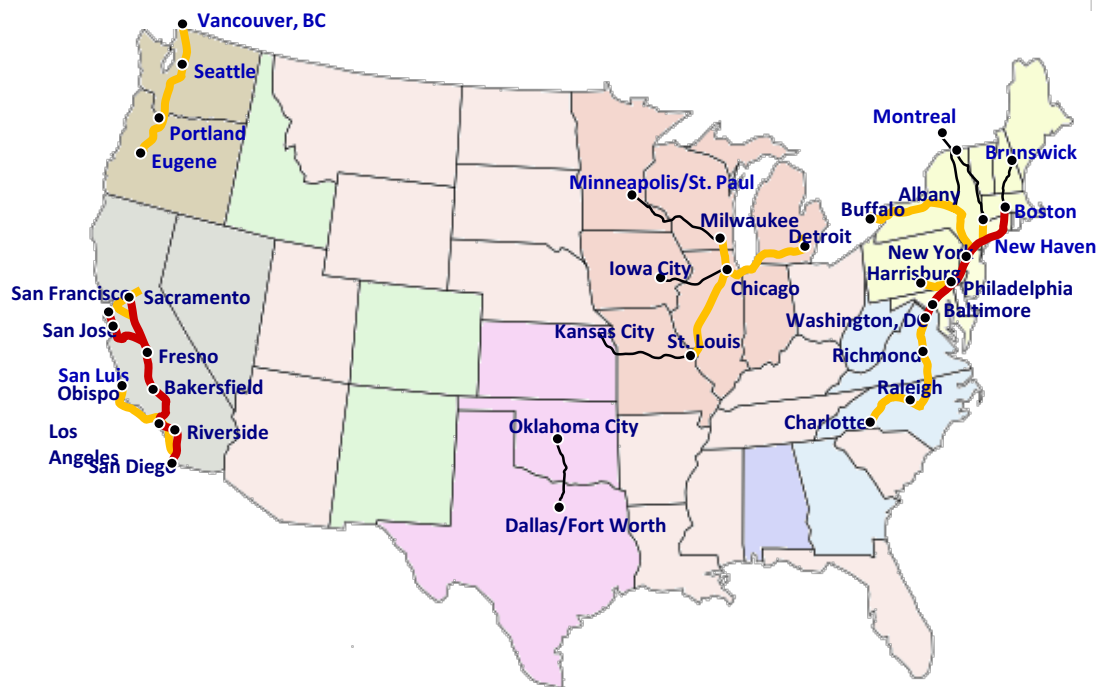 Vancouver, BC
Seattle
Portland
Eugene
Montreal
Brunswick
Minneapolis/St. Paul
Albany
Buffalo
Boston
Milwaukee
Detroit
New Haven
New York
Iowa City
Harrisburg
Chicago
Philadelphia
San Francisco
Sacramento
Baltimore
Washington, DC
San Jose
Kansas City
St. Louis
Fresno
Richmond
San Luis
Obispo
Bakersfield
Raleigh
Charlotte
Oklahoma City
Los
Angeles
Riverside
San Diego
Dallas/Fort Worth